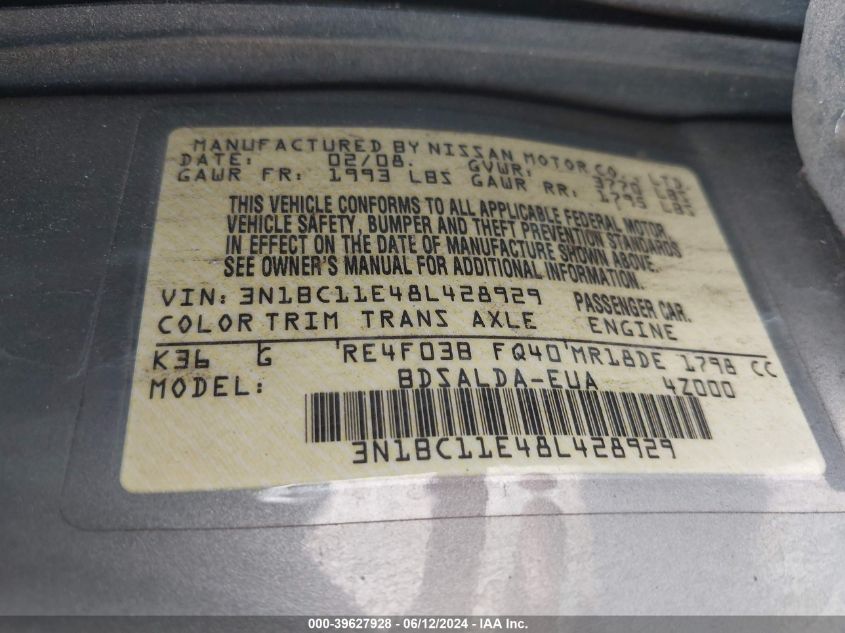 MANUFACTURED BY NISSAN MOTOR CO., LTD
DATE: 02/08. GVWR: 3770
GAWR FR: 1993 LBS GAWR RR: 1795
THIS VEHICLE CONFORMS TO ALL APPLICABLE FEDERAL MOTOR
VEHICLE SAFETY, BUMPER AND THEFT PREVENTION STANDARDS
IN EFFECT ON THE DATE OF MANUFACTURE SHOWN ABOVE.
SEE OWNER'S MANUAL FOR ADDITIONAL INFORMATION.
VIN: 3N1BC11E48L428929 PASSENGER CAR.
COLOR TRIM TRANS AXLE ENGINE
K36 G RE4F03B FQ40 MR18DE 1798 CC
MODEL: BDSALDA-EUA 4Z000
3N1BC11E48L428929
000-39627928 - 06/12/2024 - IAA Inc.